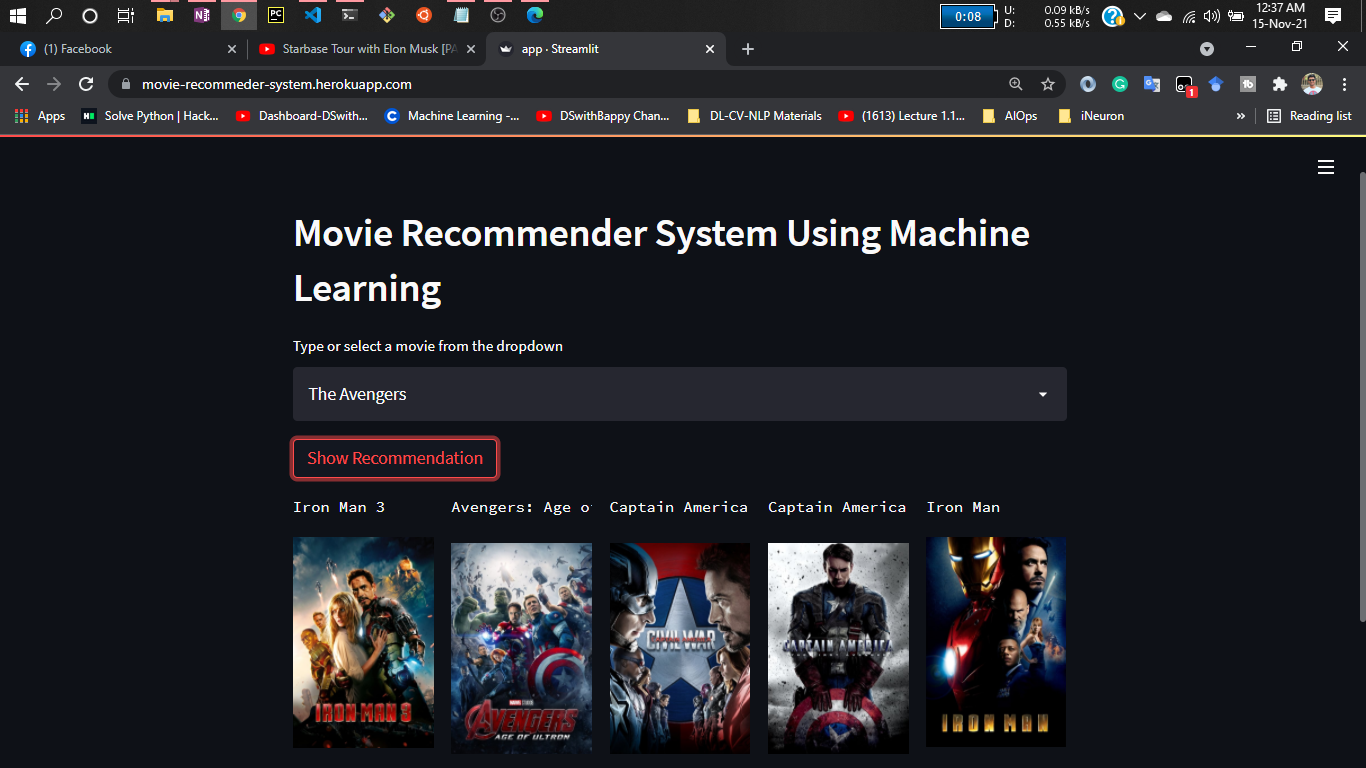 0:08
U:
D:
0.09 kB/s
0.55 kB/s
12:37 AM
15-Nov-21
(1) Facebook
Starbase Tour with Elon Musk [PA
app · Streamlit
movie-recommeder-system.herokuapp.com
1
Apps
Solve Python | Hack...
Dashboard-DSwith...
Machine Learning -...
DSwithBappy Chan...
DL-CV-NLP Materials
(1613) Lecture 1.1...
AIOps
iNeuron
»
Reading list
Movie Recommender System Using Machine
Learning
Type or select a movie from the dropdown
The Avengers
Show Recommendation
Iron Man 3
Avengers: Age o
Captain America
Captain America
Iron Man
IRON MAN 3
AVENGERS
AGE OF ULTRON
CIVIL WAR
CAPTAIN AMERICA
IRON MAN